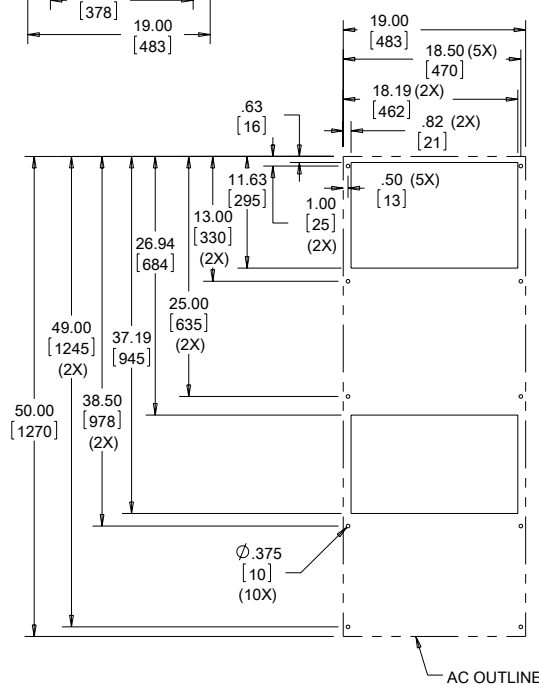 [378]
19.00
[483]
19.00
[483]
18.50 (5X)
[470]
18.19 (2X)
[462]
.63
[16]
.82 (2X)
[21]
11.63
[295]
1.00
[25]
(2X)
.50 (5X)
[13]
13.00
[330]
(2X)
26.94
[684]
25.00
[635]
(2X)
49.00
[1245]
(2X)
37.19
[945]
38.50
[978]
(2X)
50.00
[1270]
Ø.375
[10]
(10X)
AC OUTLINE